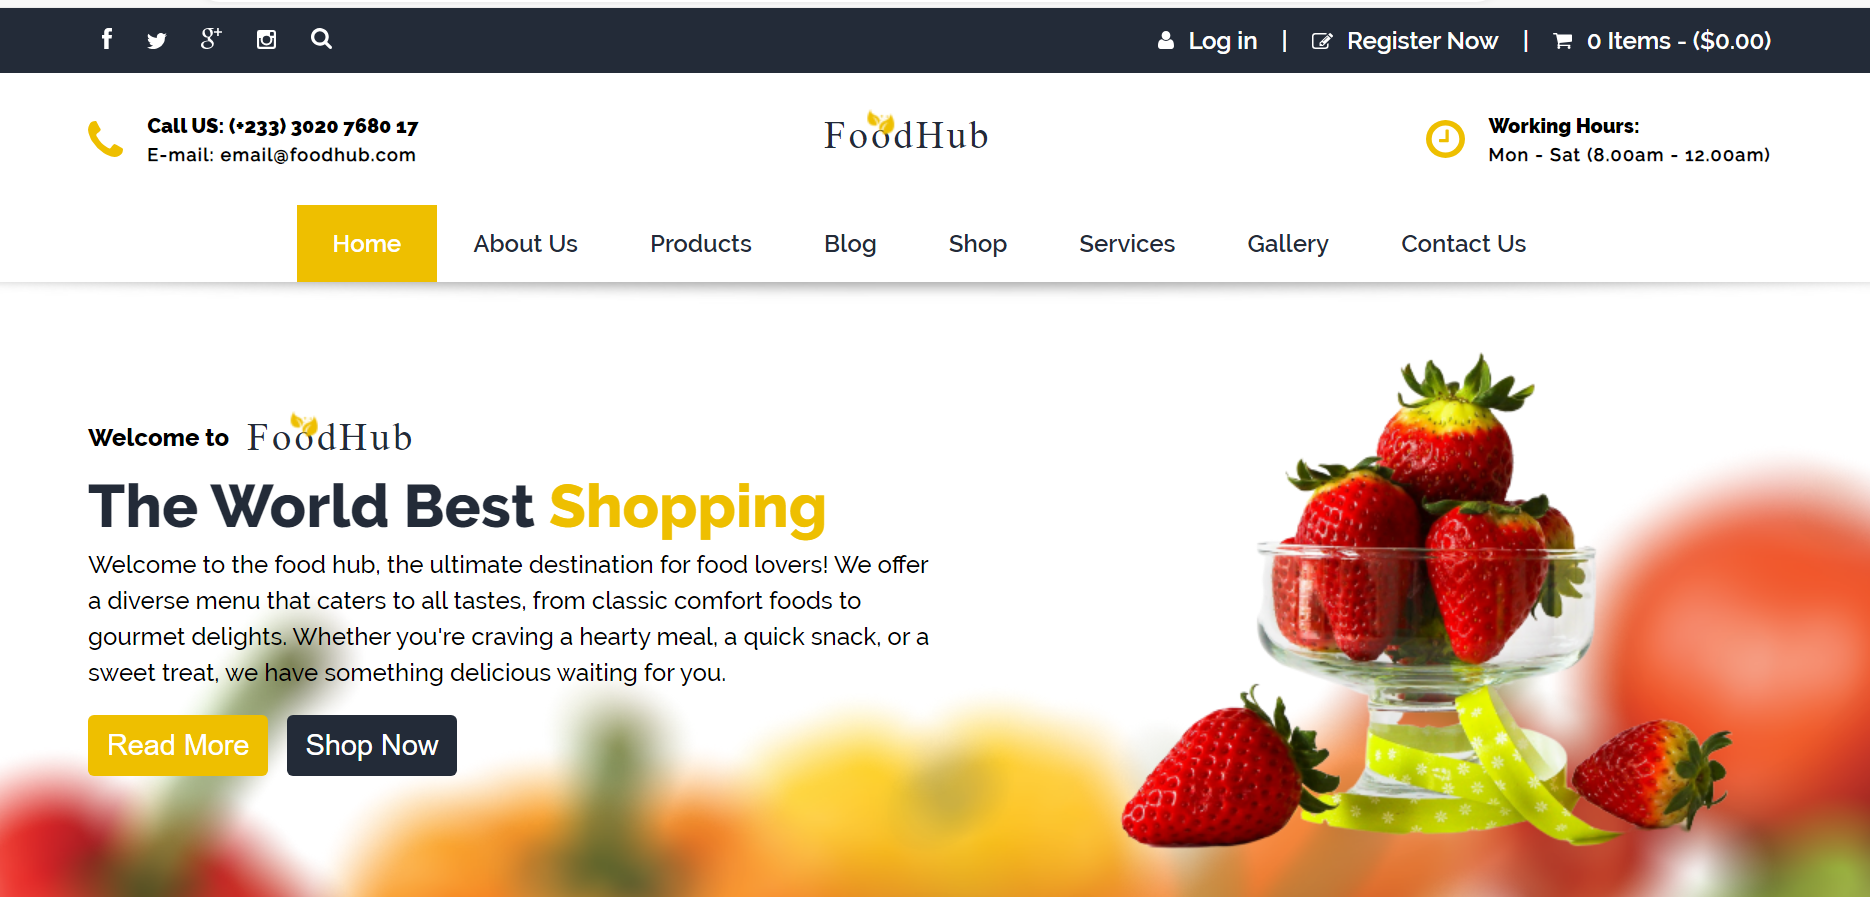 Log in | Register Now | 0 Items - ($0.00)
Call US: (+233) 3020 7680 17
E-mail: email@foodhub.com
FoodHub
Working Hours:
Mon - Sat (8.00am - 12.00am)
Home About Us Products Blog Shop Services Gallery Contact Us
Welcome to FoodHub
The World Best Shopping
Welcome to the food hub, the ultimate destination for food lovers! We offer
a diverse menu that caters to all tastes, from classic comfort foods to
gourmet delights. Whether you're craving a hearty meal, a quick snack, or a
sweet treat, we have something delicious waiting for you.
Read More Shop Now